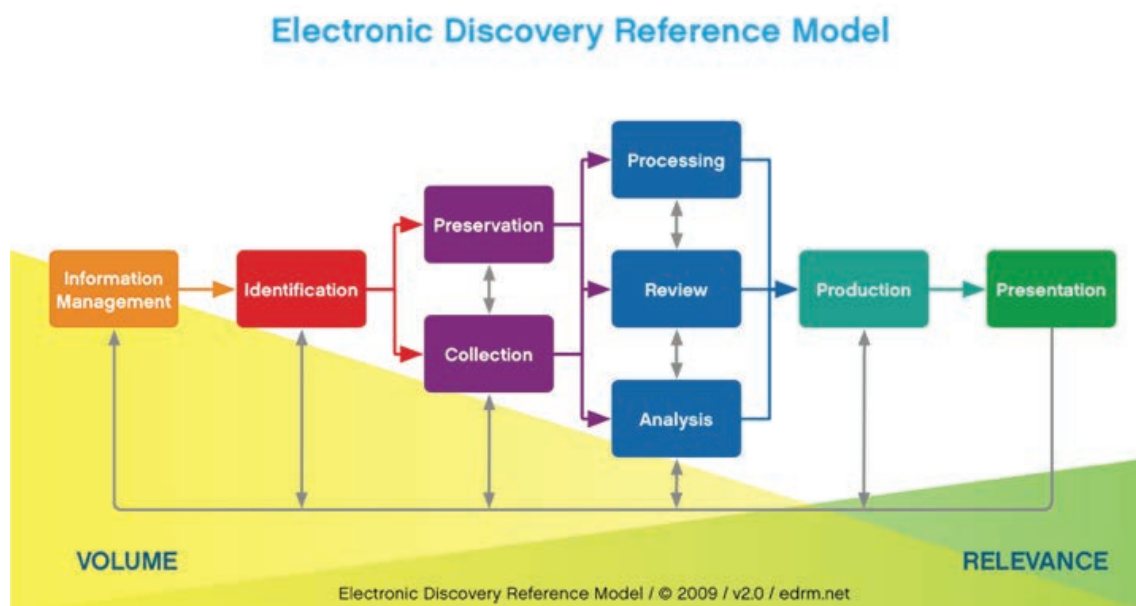 Electronic Discovery Reference Model
Processing
Preservation
Information
Management
Identification
Review
Production
Presentation
Collection
Analysis
VOLUME
RELEVANCE
Electronic Discovery Reference Model / © 2009 / v2.0 / edrm.net